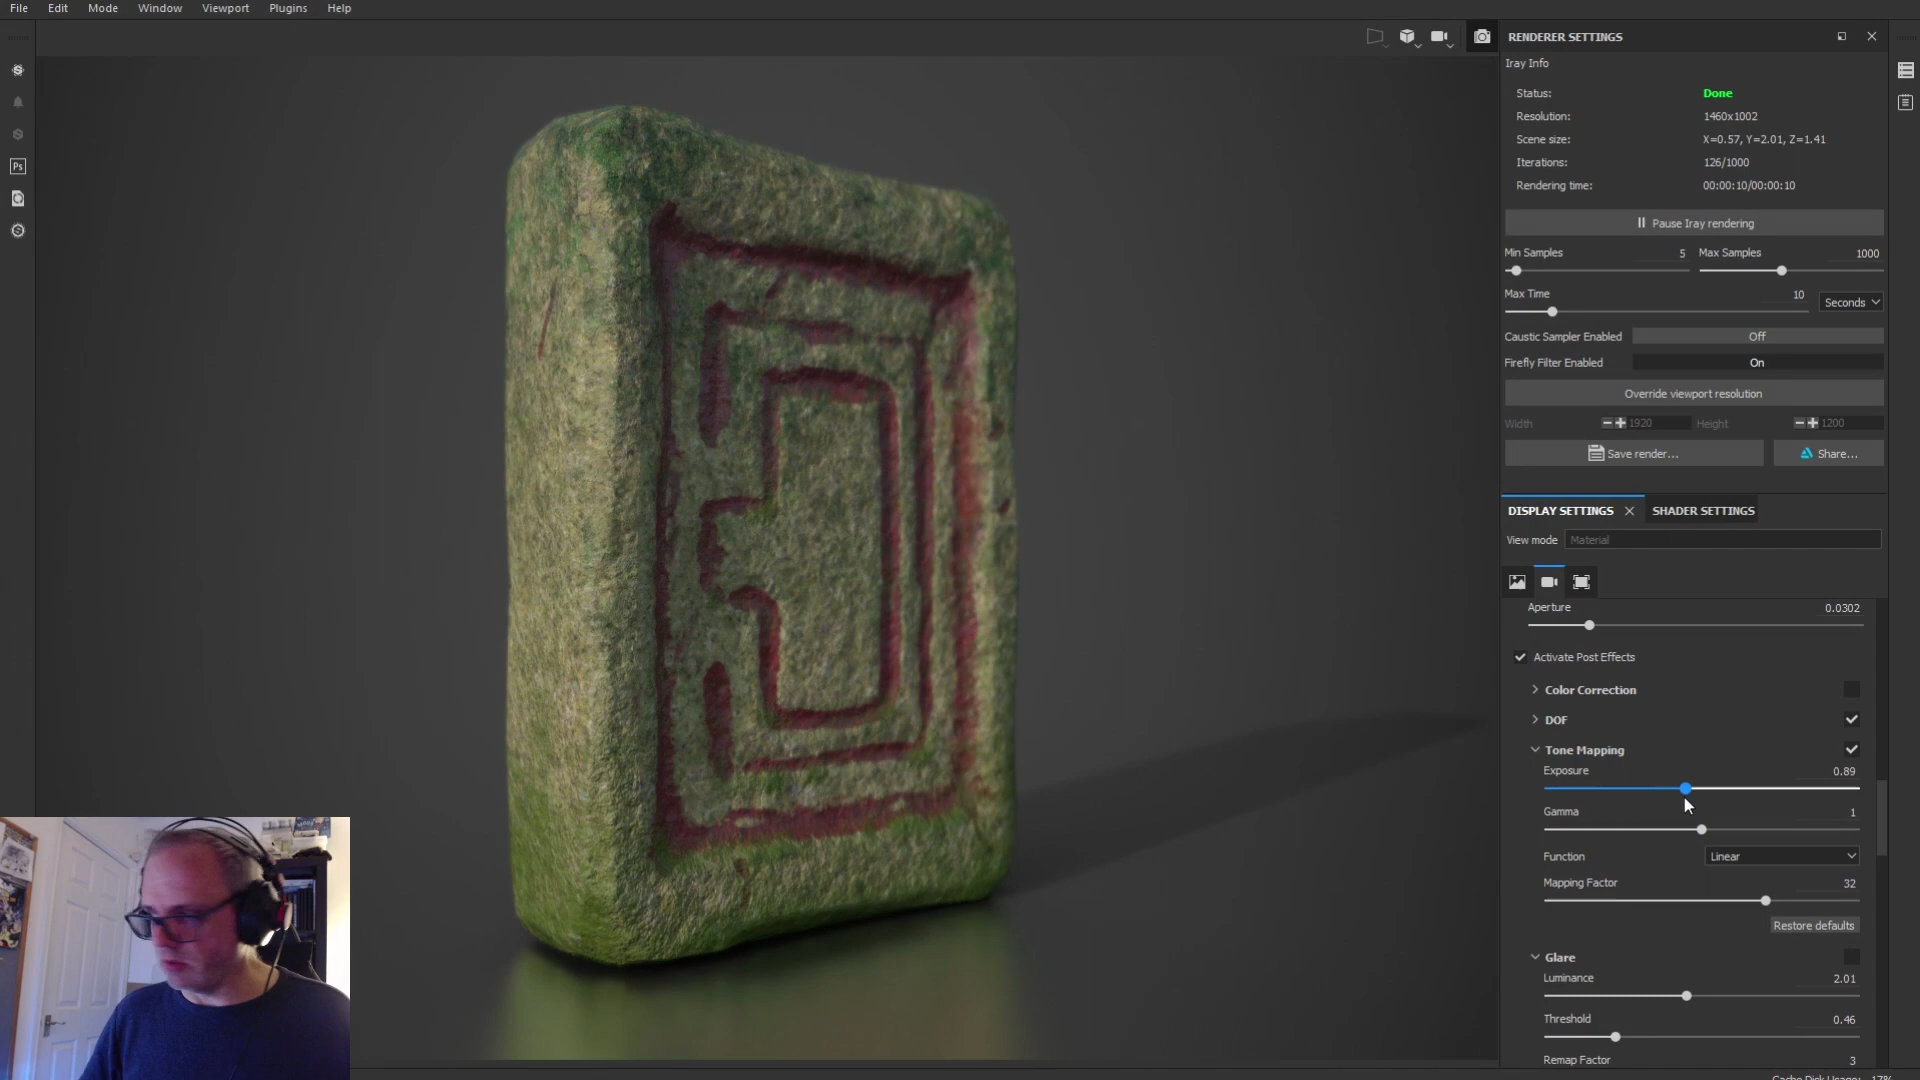 File Edit Mode Window Viewport Plugins Help
RENDERER SETTINGS
Iray Info
Status: Done
Resolution: 1460x1002
Scene size: X=0.57, Y=2.01, Z=1.41
Iterations: 126/1000
Rendering time: 00:00:10/00:00:10
Pause Iray rendering
Min Samples 5 Max Samples 1000
Max Time 10 Seconds
Caustic Sampler Enabled Off
Firefly Filter Enabled On
Override viewport resolution
Width 1920 Height 1200
Save render... Share...
DISPLAY SETTINGS SHADER SETTINGS
View mode Material
Aperture 0.0302
Activate Post Effects
Color Correction
DOF
Tone Mapping
Exposure 0.89
Gamma 1
Function Linear
Mapping Factor 32
Restore defaults
Glare
Luminance 2.01
Threshold 0.46
Remap Factor 3
Cache Disk Usage: 17%
Ps